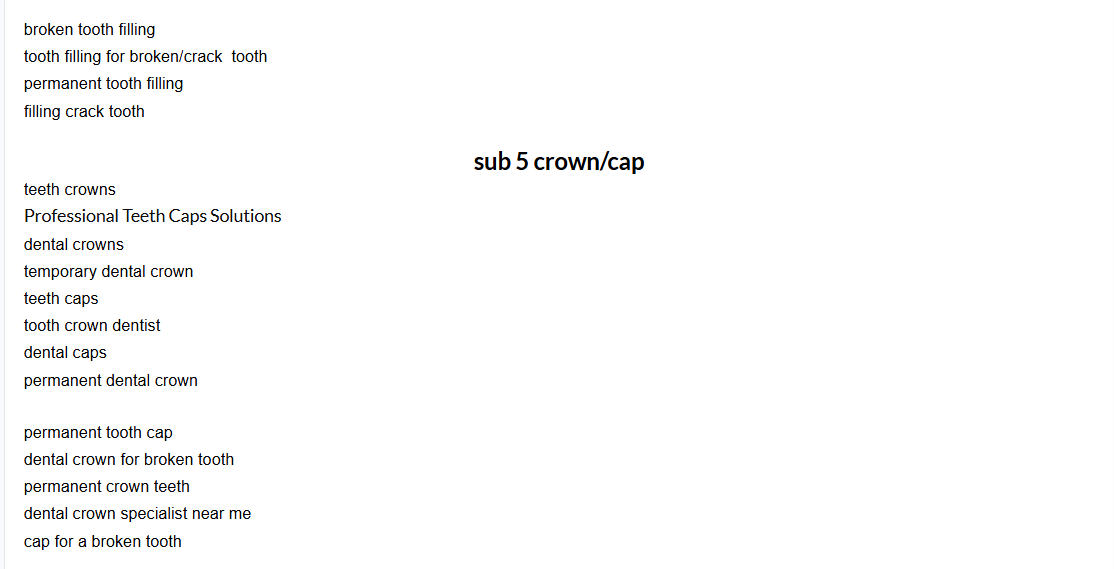 broken tooth filling
tooth filling for broken/crack  tooth
permanent tooth filling
filling crack tooth
sub 5 crown/cap
teeth crowns
Professional Teeth Caps Solutions
dental crowns
temporary dental crown
teeth caps
tooth crown dentist
dental caps
permanent dental crown
permanent tooth cap
dental crown for broken tooth
permanent crown teeth
dental crown specialist near me
cap for a broken tooth